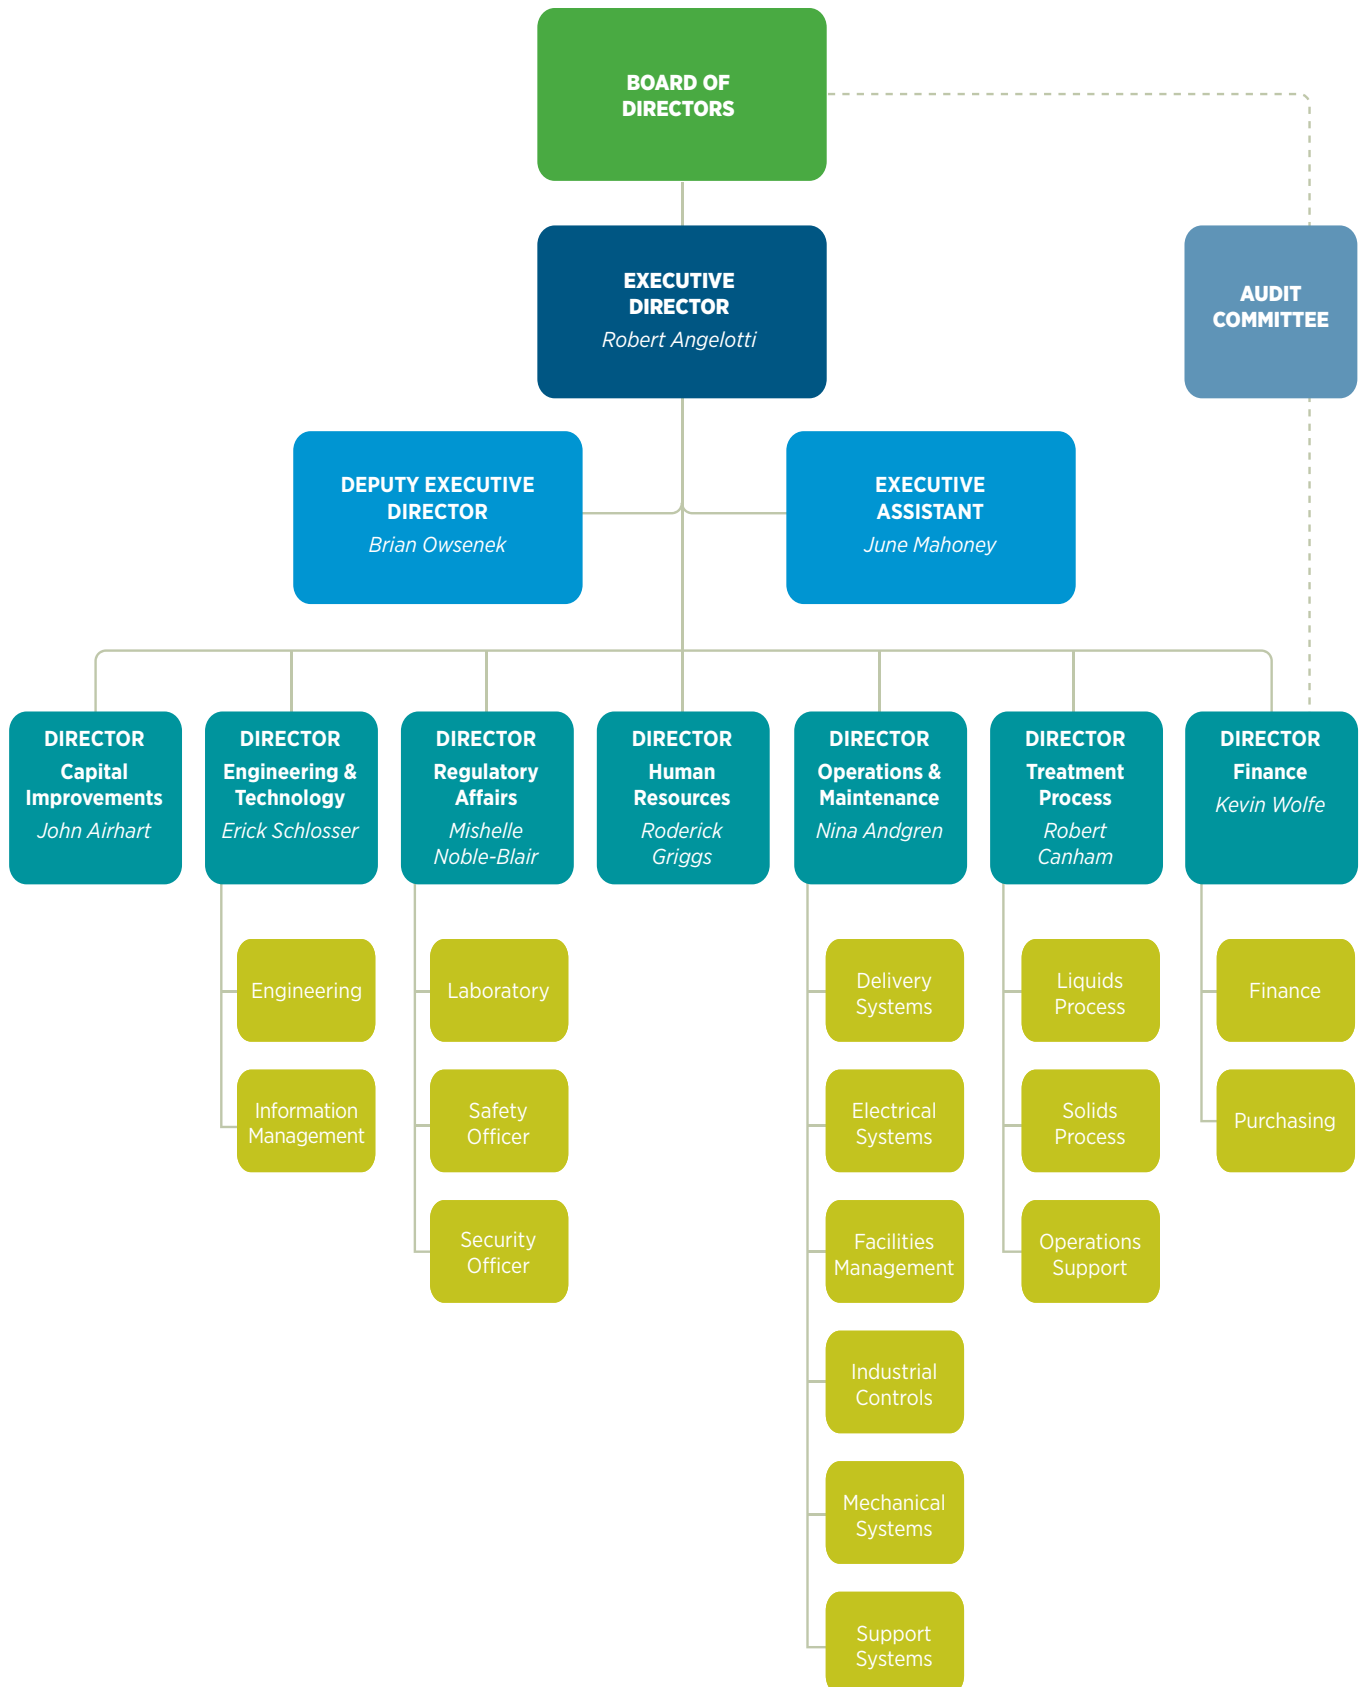 BOARD OF
DIRECTORS
EXECUTIVE
DIRECTOR
Robert Angelotti
AUDIT
COMMITTEE
DEPUTY EXECUTIVE
DIRECTOR
Brian Owsenek
EXECUTIVE
ASSISTANT
June Mahoney
DIRECTOR
Capital
Improvements
John Airhart
DIRECTOR
Engineering &
Technology
Erick Schlosser
DIRECTOR
Regulatory
Affairs
Mishelle
Noble-Blair
DIRECTOR
Human
Resources
Roderick
Griggs
DIRECTOR
Operations &
Maintenance
Nina Andgren
DIRECTOR
Treatment
Process
Robert
Canham
DIRECTOR
Finance
Kevin Wolfe
Engineering
Information
Management
Laboratory
Safety
Officer
Security
Officer
Delivery
Systems
Electrical
Systems
Facilities
Management
Industrial
Controls
Mechanical
Systems
Support
Systems
Liquids
Process
Solids
Process
Operations
Support
Finance
Purchasing